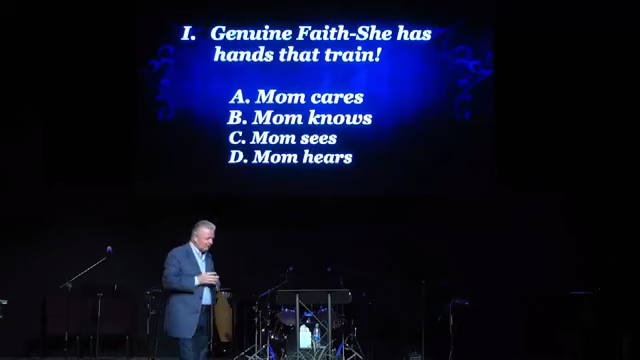 I. Genuine Faith-She has
hands that train!
A. Mom cares
B. Mom knows
C. Mom sees
D. Mom hears